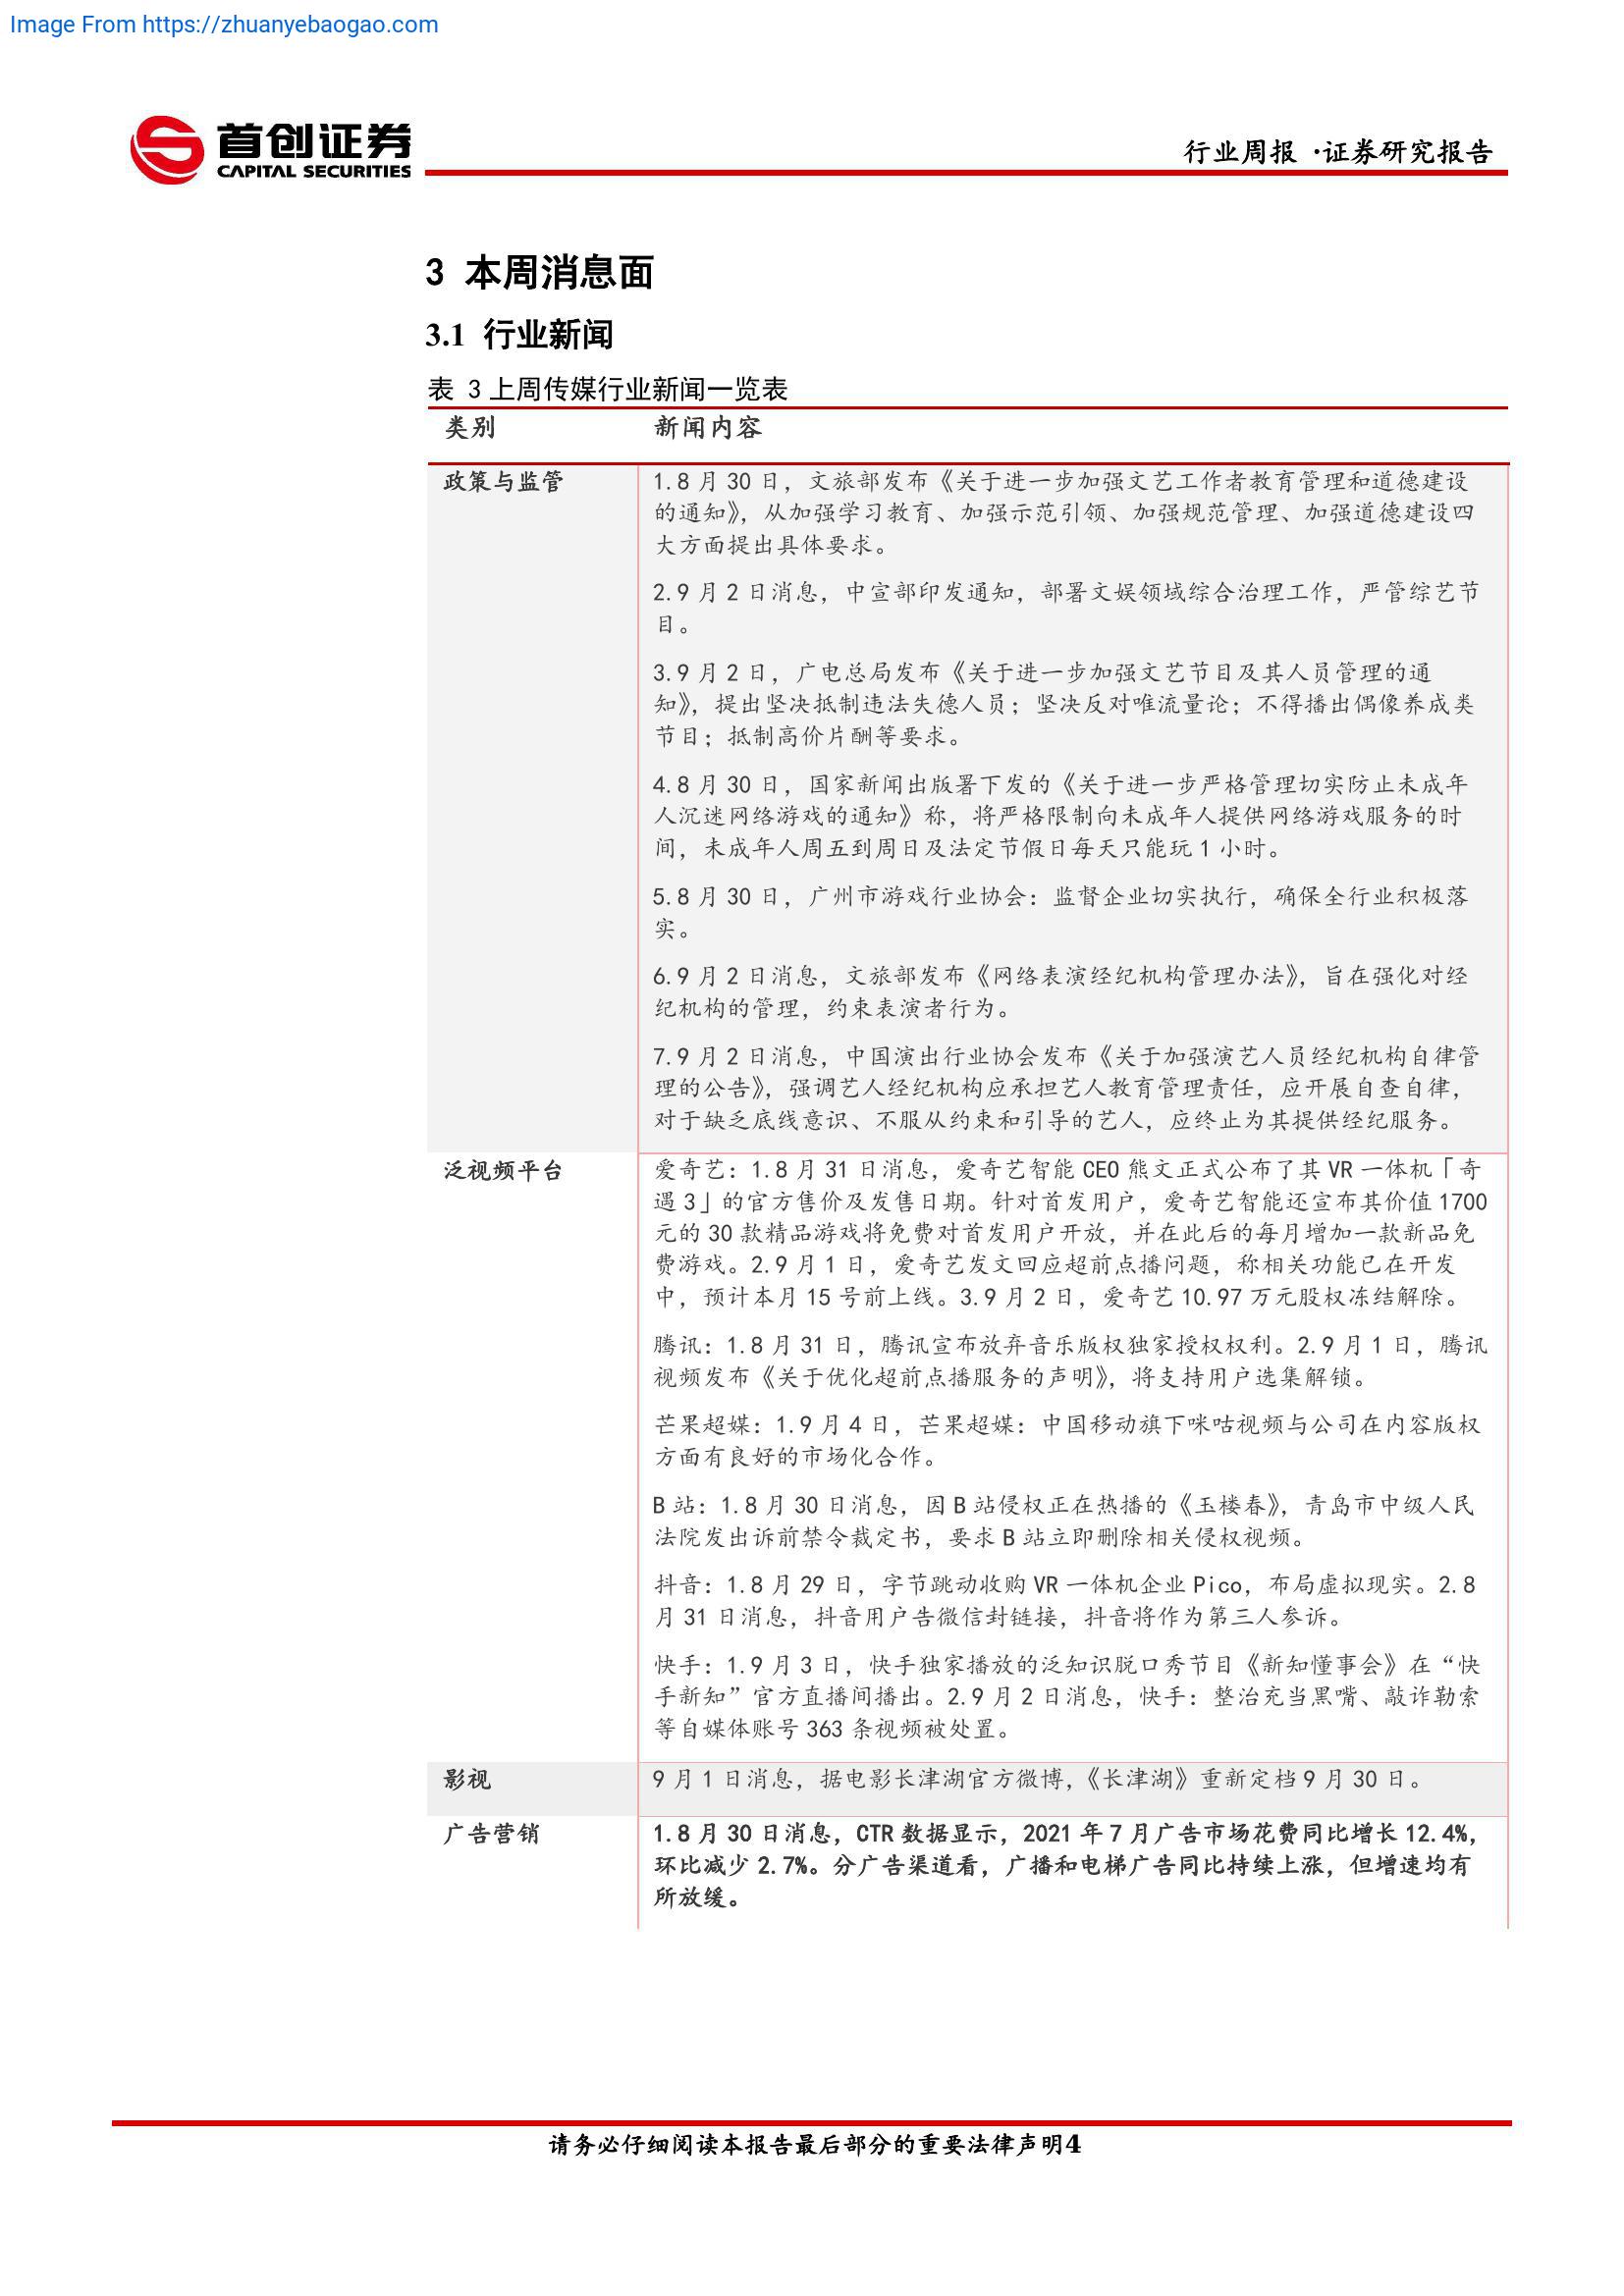 Image From https://zhuanyebaogao.com
首创证券
CAPITAL SECURITIES
行业周报 ·证券研究报告
3 本周消息面
3.1 行业新闻
表 3 上周传媒行业新闻一览表
类别 新闻内容
政策与监管
1.8 月 30 日，文旅部发布《关于进一步加强文艺工作者教育管理和道德建设
的通知》，从加强学习教育、加强示范引领、加强规范管理、加强道德建设四
大方面提出具体要求。
2.9 月 2 日消息，中宣部印发通知，部署文娱领域综合治理工作，严管综艺节
目。
3.9 月 2 日，广电总局发布《关于进一步加强文艺节目及其人员管理的通
知》，提出坚决抵制违法失德人员；坚决反对唯流量论；不得播出偶像养成类
节目；抵制高价片酬等要求。
4.8 月 30 日，国家新闻出版署下发的《关于进一步严格管理切实防止未成年
人沉迷网络游戏的通知》称，将严格限制向未成年人提供网络游戏服务的时
间，未成年人周五到周日及法定节假日每天只能玩 1 小时。
5.8 月 30 日，广州市游戏行业协会：监督企业切实执行，确保全行业积极落
实。
6.9 月 2 日消息，文旅部发布《网络表演经纪机构管理办法》，旨在强化对经
纪机构的管理，约束表演者行为。
7.9 月 2 日消息，中国演出行业协会发布《关于加强演艺人员经纪机构自律管
理的公告》，强调艺人经纪机构应承担艺人教育管理责任，应开展自查自律，
对于缺乏底线意识、不服从约束和引导的艺人，应终止为其提供经纪服务。
泛视频平台
爱奇艺：1.8 月 31 日消息，爱奇艺智能 CEO 熊文正式公布了其 VR 一体机「奇
遇 3」的官方售价及发售日期。针对首发用户，爱奇艺智能还宣布其价值 1700
元的 30 款精品游戏将免费对首发用户开放，并在此后的每月增加一款新品免
费游戏。2.9 月 1 日，爱奇艺发文回应超前点播问题，称相关功能已在开发
中，预计本月 15 号前上线。3.9 月 2 日，爱奇艺 10.97 万元股权冻结解除。
腾讯：1.8 月 31 日，腾讯宣布放弃音乐版权独家授权权利。2.9 月 1 日，腾讯
视频发布《关于优化超前点播服务的声明》，将支持用户选集解锁。
芒果超媒：1.9 月 4 日，芒果超媒：中国移动旗下咪咕视频与公司在内容版权
方面有良好的市场化合作。
B 站：1.8 月 30 日消息，因 B 站侵权正在热播的《玉楼春》，青岛市中级人民
法院发出诉前禁令裁定书，要求 B 站立即删除相关侵权视频。
抖音：1.8 月 29 日，字节跳动收购 VR 一体机企业 Pico，布局虚拟现实。2.8
月 31 日消息，抖音用户告微信封链接，抖音将作为第三人参诉。
快手：1.9 月 3 日，快手独家播放的泛知识脱口秀节目《新知懂事会》在“快
手新知”官方直播间播出。2.9 月 2 日消息，快手：整治充当黑嘴、敲诈勒索
等自媒体账号 363 条视频被处置。
影视 9 月 1 日消息，据电影长津湖官方微博，《长津湖》重新定档 9 月 30 日。
广告营销
1.8 月 30 日消息，CTR 数据显示，2021 年 7 月广告市场花费同比增长 12.4%，
环比减少 2.7%。分广告渠道看，广播和电梯广告同比持续上涨，但增速均有
所放缓。
请务必仔细阅读本报告最后部分的重要法律声明4